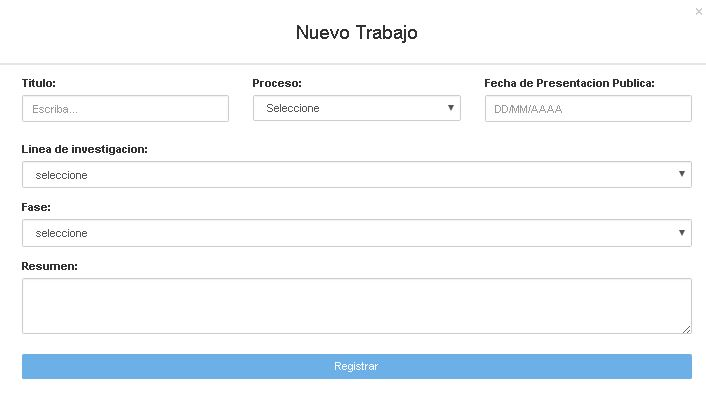 ×
Nuevo Trabajo
Titulo: Proceso: Fecha de Presentacion Publica:
Escriba... Seleccione DD/MM/AAAA
Linea de investigacion:
seleccione
Fase:
seleccione
Resumen:
Registrar